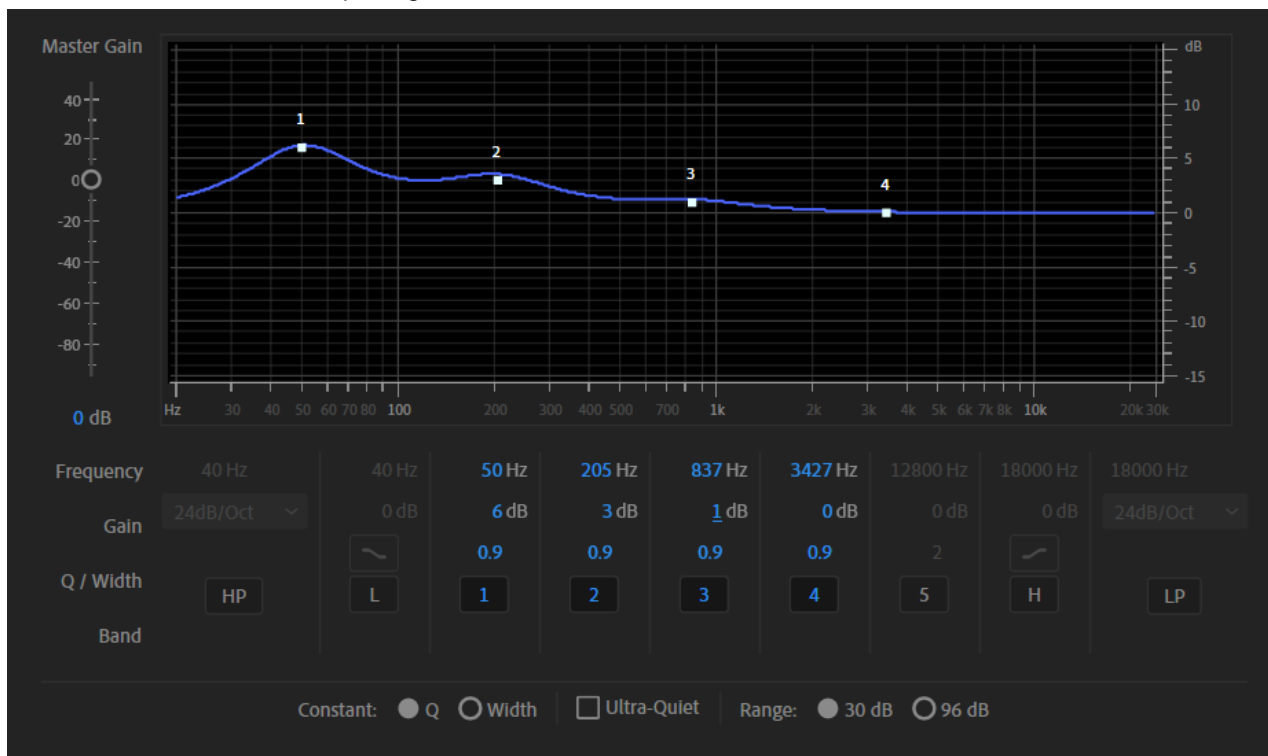 Master Gain
dB
40
20
0
-20
-40
-60
-80
0 dB
10
5
0
-5
-10
-15
1
2
3
4
Hz 30 40 50 60 70 80 100 200 300 400 500 700 1k 2k 3k 4k 5k 6k 7k 8k 10k 20k 30k
Frequency 40 Hz 40 Hz 50 Hz 205 Hz 837 Hz 3427 Hz 12800 Hz 18000 Hz 18000 Hz
Gain 24dB/Oct 0 dB 6 dB 3 dB 1 dB 0 dB 0 dB 0 dB 24dB/Oct
Q / Width 0.9 0.9 0.9 0.9 2
Band HP L 1 2 3 4 5 H LP
Constant: Q Width Ultra-Quiet Range: 30 dB 96 dB